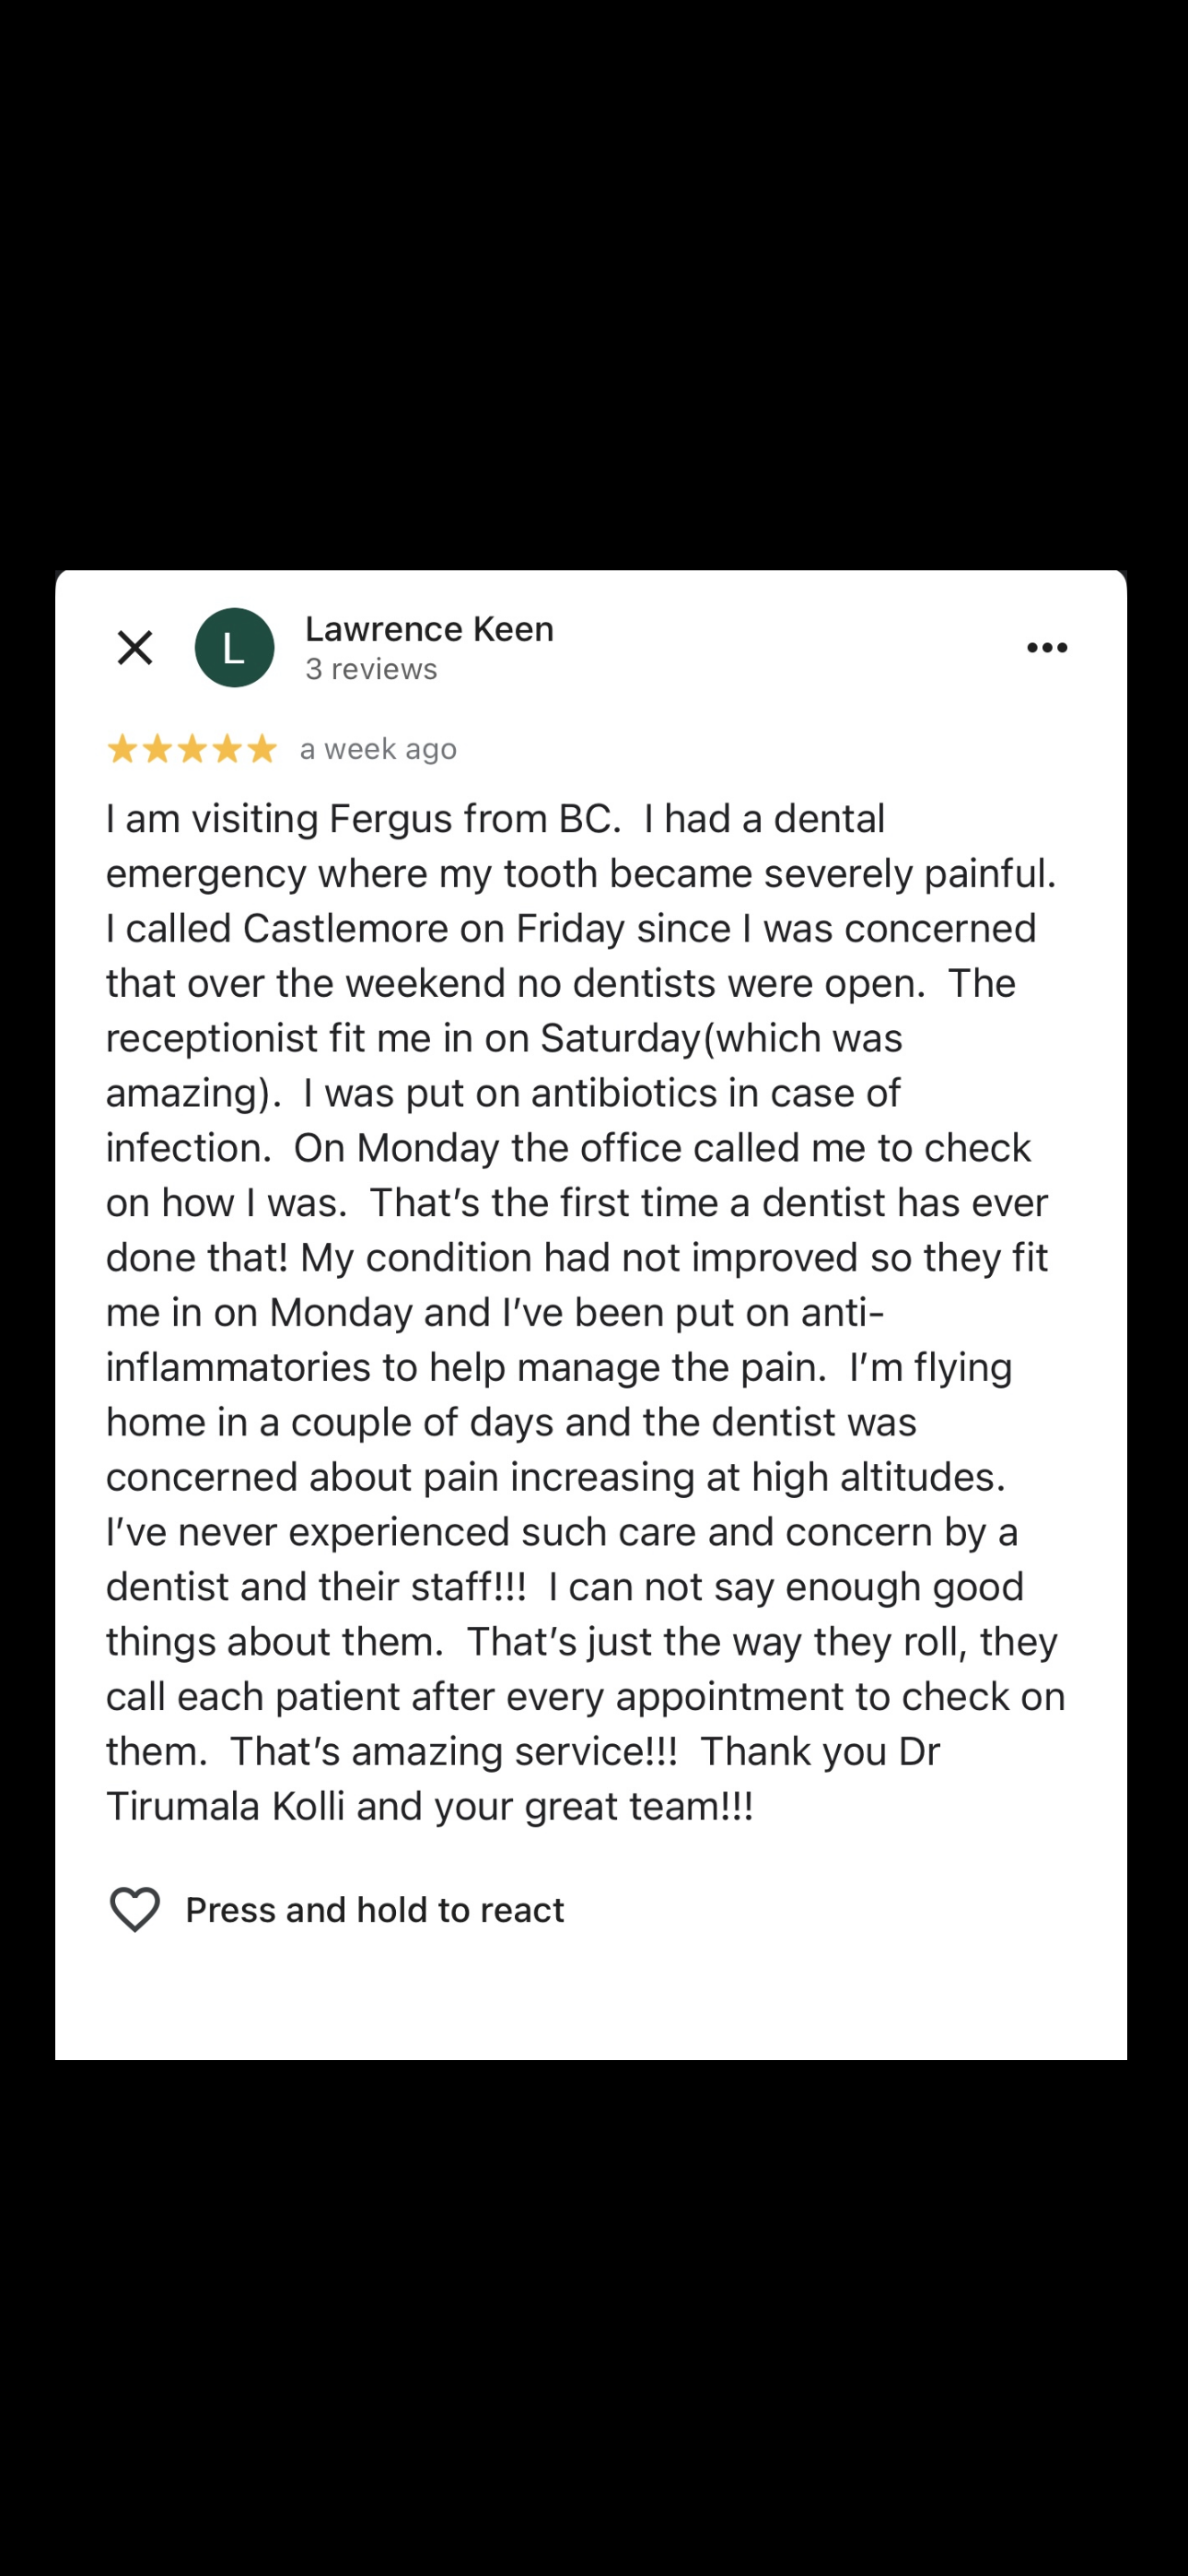 Lawrence Keen
3 reviews
L
a week ago
I am visiting Fergus from BC.  I had a dental
emergency where my tooth became severely painful.
I called Castlemore on Friday since I was concerned
that over the weekend no dentists were open.  The
receptionist fit me in on Saturday(which was
amazing).  I was put on antibiotics in case of
infection.  On Monday the office called me to check
on how I was.  That’s the first time a dentist has ever
done that! My condition had not improved so they fit
me in on Monday and I’ve been put on anti-
inflammatories to help manage the pain.  I’m flying
home in a couple of days and the dentist was
concerned about pain increasing at high altitudes.
I’ve never experienced such care and concern by a
dentist and their staff!!!  I can not say enough good
things about them.  That’s just the way they roll, they
call each patient after every appointment to check on
them.  That’s amazing service!!!  Thank you Dr
Tirumala Kolli and your great team!!!
Press and hold to react